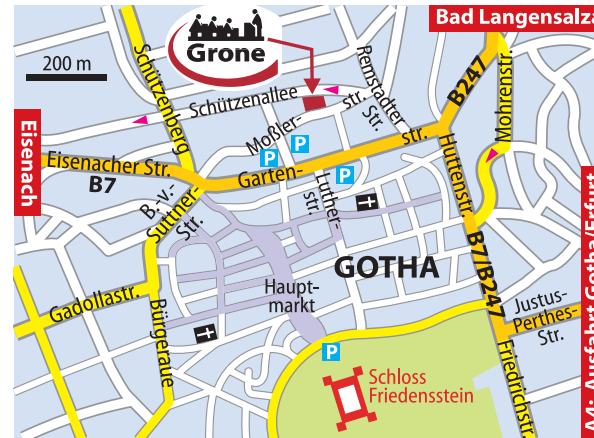 Bad Langensalza
Grone
200 m
Schützenberg
Schützenallee
Remstädter
Str.
B247
Mohrenstr.
Moßler-
str.
P
P
P
Eisenach
Eisenacher Str.
B7
Garten-
str.
Huttenstr.
B.-v.-
Suttner-
Str.
Luther-
str.
GOTHA
B7/B247
Haupt-
markt
Gadollastr.
Bürgeraue
Justus-
Perthes-
Str.
P
Friedrichstr.
Schloss
Friedensstein
A4: Ausfahrt Gotha/Erfurt